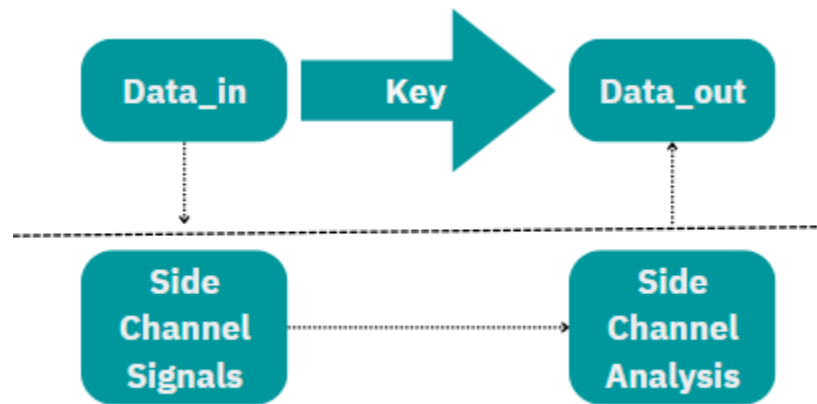 Data_in
Key
Data_out
Side
Channel
Signals
Side
Channel
Analysis